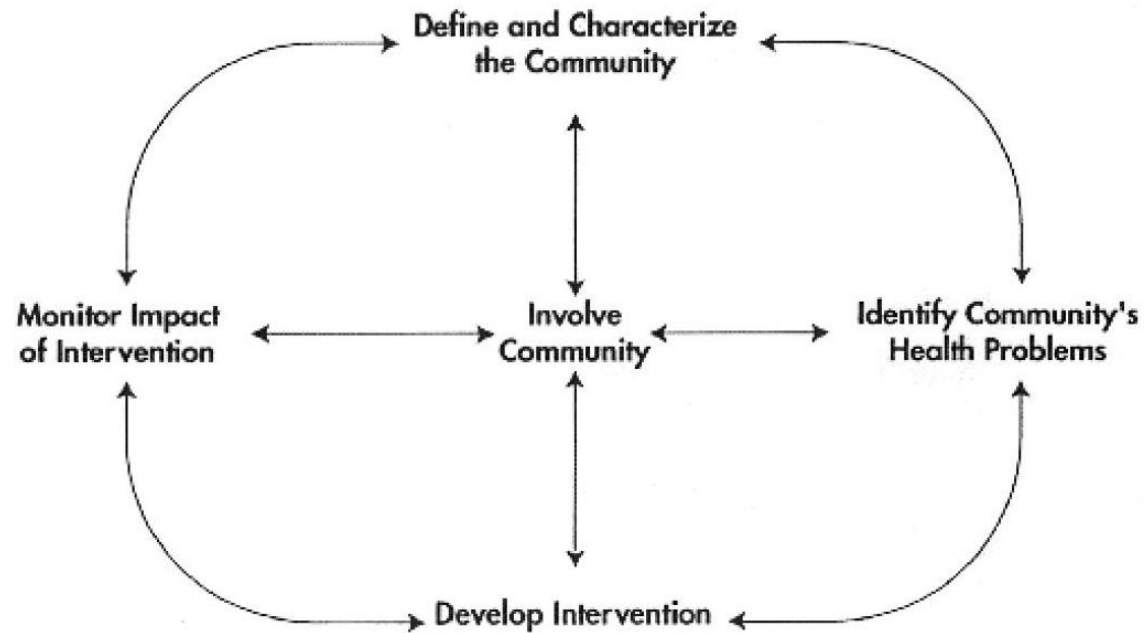 Define and Characterize
the Community
Monitor Impact
of Intervention
Involve
Community
Identify Community's
Health Problems
Develop Intervention